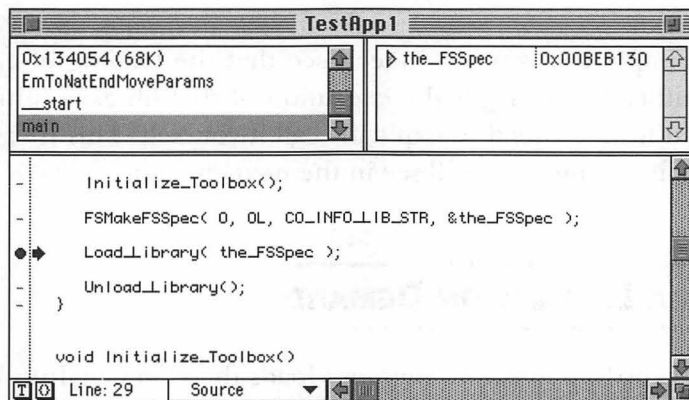 TestApp1
0x134054 (68K)
EmToNatEndMoveParams
__start
main
the_FSSpec 0x00BEB130
Initialize_Toolbox();
FSMakeFSSpec( 0, 0L, CO_INFO_LIB_STR, &the_FSSpec );
Load_Library( the_FSSpec );
Unload_Library();
}
void Initialize_Toolbox()
Line: 29 Source